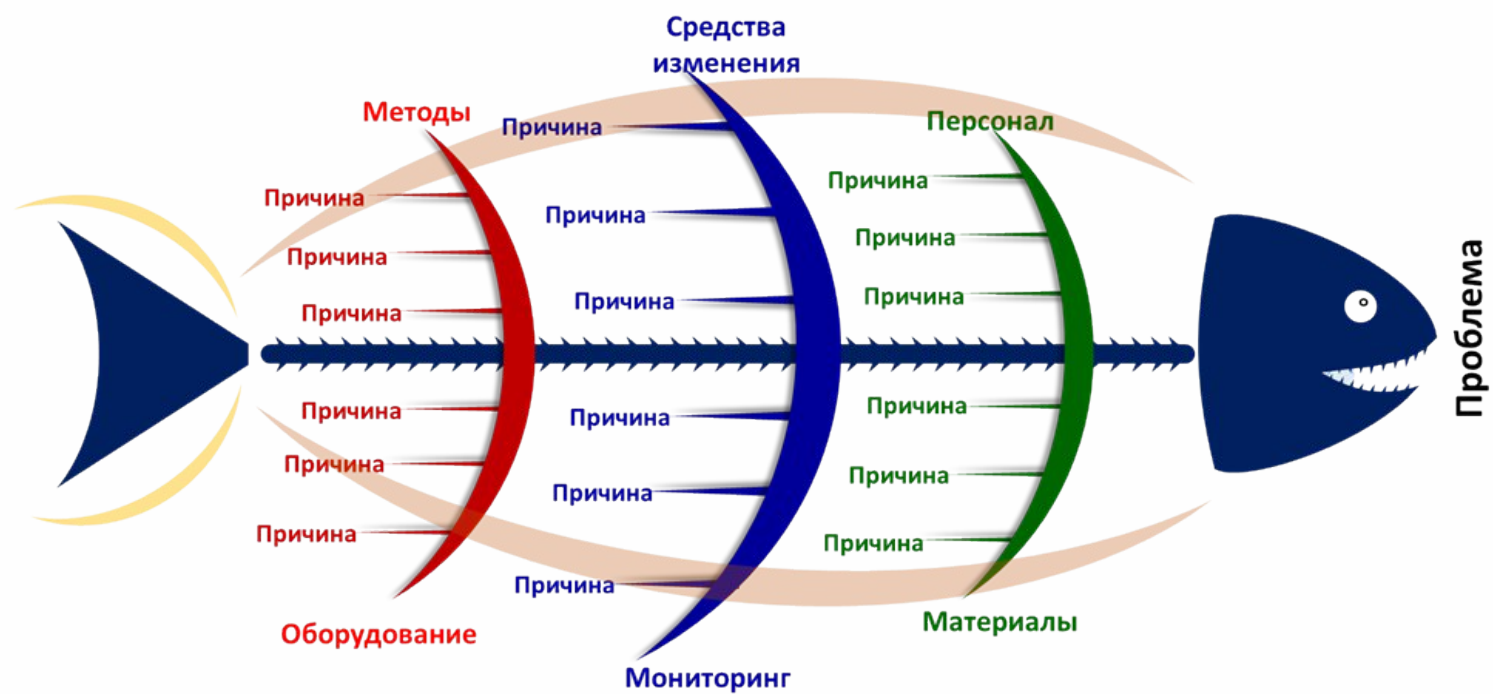 Средства
изменения
Методы
Персонал
Причина
Причина
Причина
Причина
Причина
Причина
Причина
Причина
Причина
Проблема
Причина
Причина
Причина
Причина
Причина
Причина
Причина
Причина
Причина
Материалы
Оборудование
Мониторинг